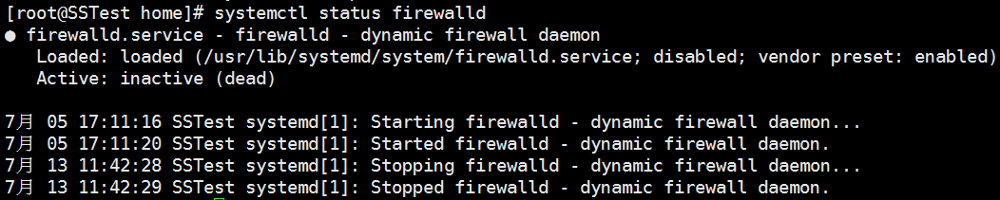 [root@SSTest home]# systemctl status firewalld
● firewalld.service - firewalld - dynamic firewall daemon
Loaded: loaded (/usr/lib/systemd/system/firewalld.service; disabled; vendor preset: enabled)
Active: inactive (dead)
7月 05 17:11:16 SSTest systemd[1]: Starting firewalld - dynamic firewall daemon...
7月 05 17:11:20 SSTest systemd[1]: Started firewalld - dynamic firewall daemon.
7月 13 11:42:28 SSTest systemd[1]: Stopping firewalld - dynamic firewall daemon...
7月 13 11:42:29 SSTest systemd[1]: Stopped firewalld - dynamic firewall daemon.